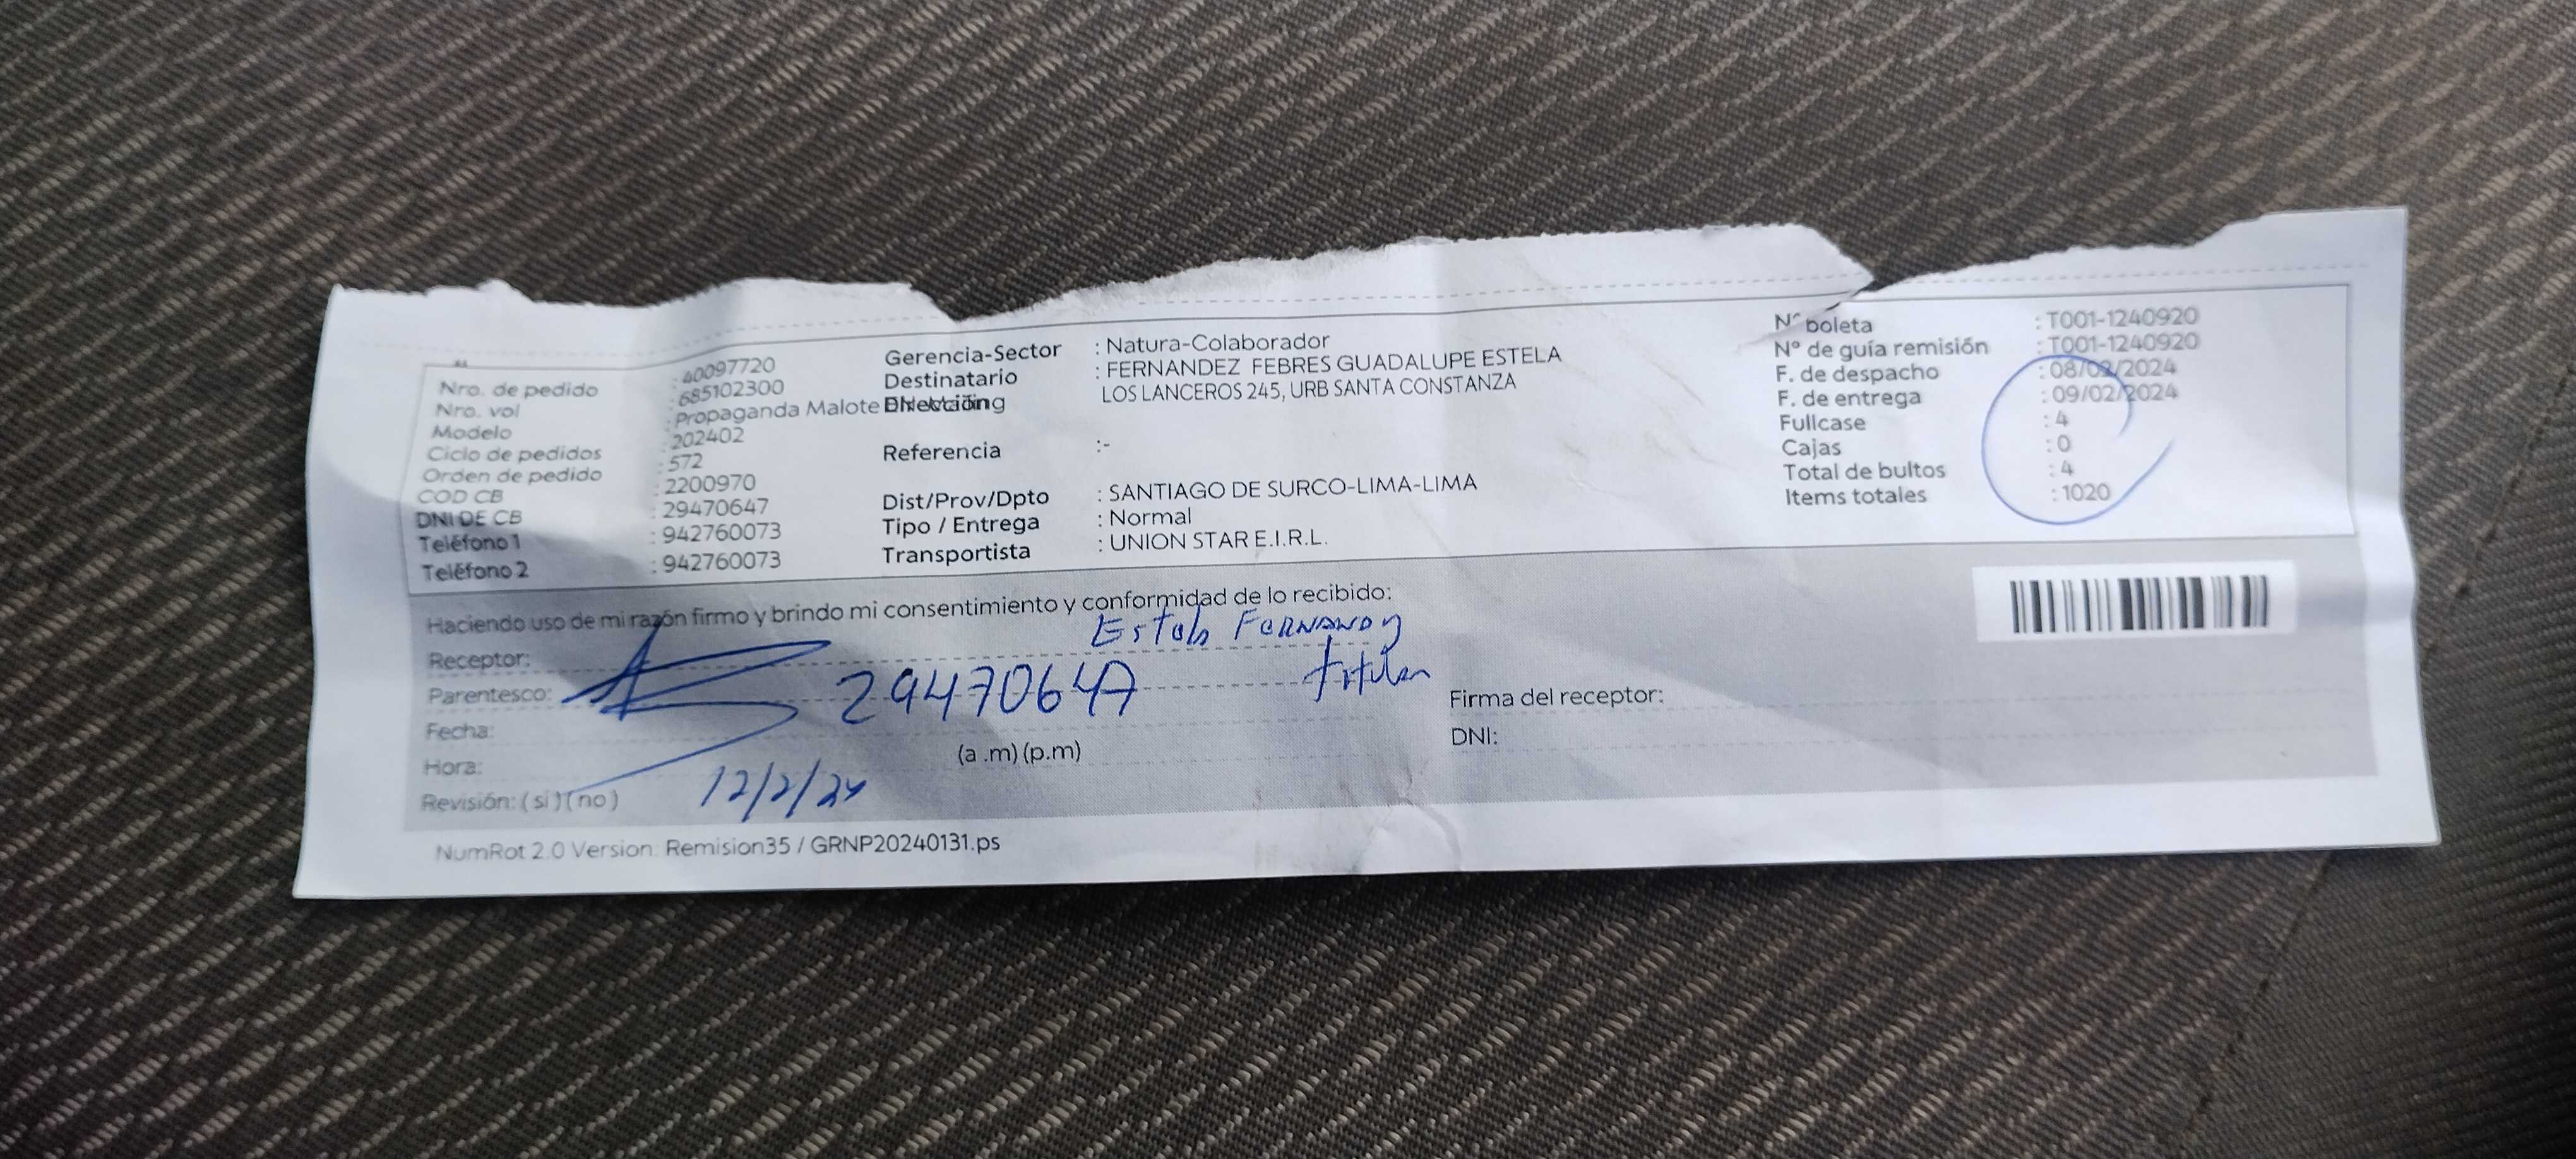 Nro. de pedido : 40097720
Nro. vol : 685102300
Modelo : Propaganda Malote
Ciclo de pedidos : 202402
Orden de pedido : 572
COD CB : 2200970
DNI DE CB : 29470647
Teléfono 1 : 942760073
Teléfono 2 : 942760073
Gerencia-Sector : Natura-Colaborador
Destinatario : FERNANDEZ FEBRES GUADALUPE ESTELA
Dirección LOS LANCEROS 245, URB SANTA CONSTANZA
Referencia :-
Dist/Prov/Dpto : SANTIAGO DE SURCO-LIMA-LIMA
Tipo / Entrega : Normal
Transportista : UNION STAR E.I.R.L.
N° boleta : T001-1240920
N° de guía remisión : T001-1240920
F. de despacho : 08/02/2024
F. de entrega : 09/02/2024
Fullcase : 4
Cajas : 0
Total de bultos : 4
Items totales : 1020
Haciendo uso de mi razón firmo y brindo mi consentimiento y conformidad de lo recibido:
Receptor:
Parentesco: 29470647
Fecha:
Hora: (a .m) (p.m)
Revisión: ( si ) ( no ) 12/2/24
Firma del receptor:
DNI:
NumRot 2.0 Version: Remision35 / GRNP20240131.ps